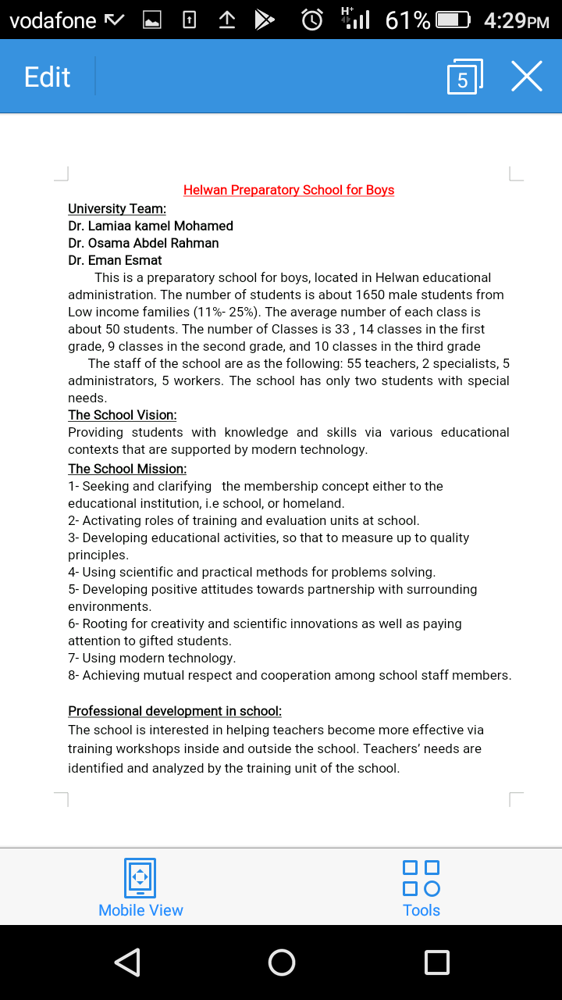 vodafone H+ 61% 4:29PM
Edit 5
Helwan Preparatory School for Boys
University Team:
Dr. Lamiaa kamel Mohamed
Dr. Osama Abdel Rahman
Dr. Eman Esmat
This is a preparatory school for boys, located in Helwan educational
administration. The number of students is about 1650 male students from
Low income families (11%- 25%). The average number of each class is
about 50 students. The number of Classes is 33 , 14 classes in the first
grade, 9 classes in the second grade, and 10 classes in the third grade
The staff of the school are as the following: 55 teachers, 2 specialists, 5
administrators, 5 workers. The school has only two students with special
needs.
The School Vision:
Providing students with knowledge and skills via various educational
contexts that are supported by modern technology.
The School Mission:
1- Seeking and clarifying the membership concept either to the
educational institution, i.e school, or homeland.
2- Activating roles of training and evaluation units at school.
3- Developing educational activities, so that to measure up to quality
principles.
4- Using scientific and practical methods for problems solving.
5- Developing positive attitudes towards partnership with surrounding
environments.
6- Rooting for creativity and scientific innovations as well as paying
attention to gifted students.
7- Using modern technology.
8- Achieving mutual respect and cooperation among school staff members.
Professional development in school:
The school is interested in helping teachers become more effective via
training workshops inside and outside the school. Teachers’ needs are
identified and analyzed by the training unit of the school.
Mobile View Tools